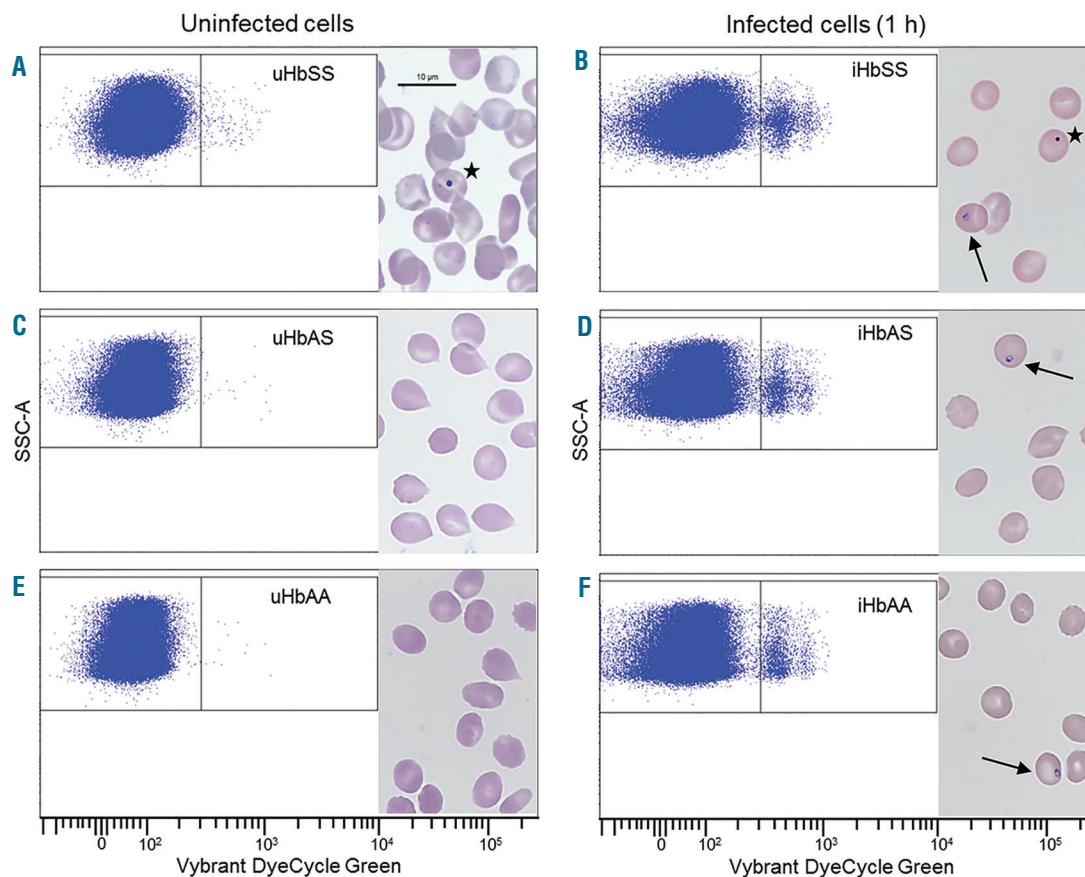 Uninfected cells
Infected cells (1 h)
A
uHbSS
10 µm
B
iHbSS
C
uHbAS
D
iHbAS
SSC-A
SSC-A
E
uHbAA
F
iHbAA
0 10² 10³ 10⁴ 10⁵
0 10² 10³ 10⁴ 10⁵
Vybrant DyeCycle Green
Vybrant DyeCycle Green